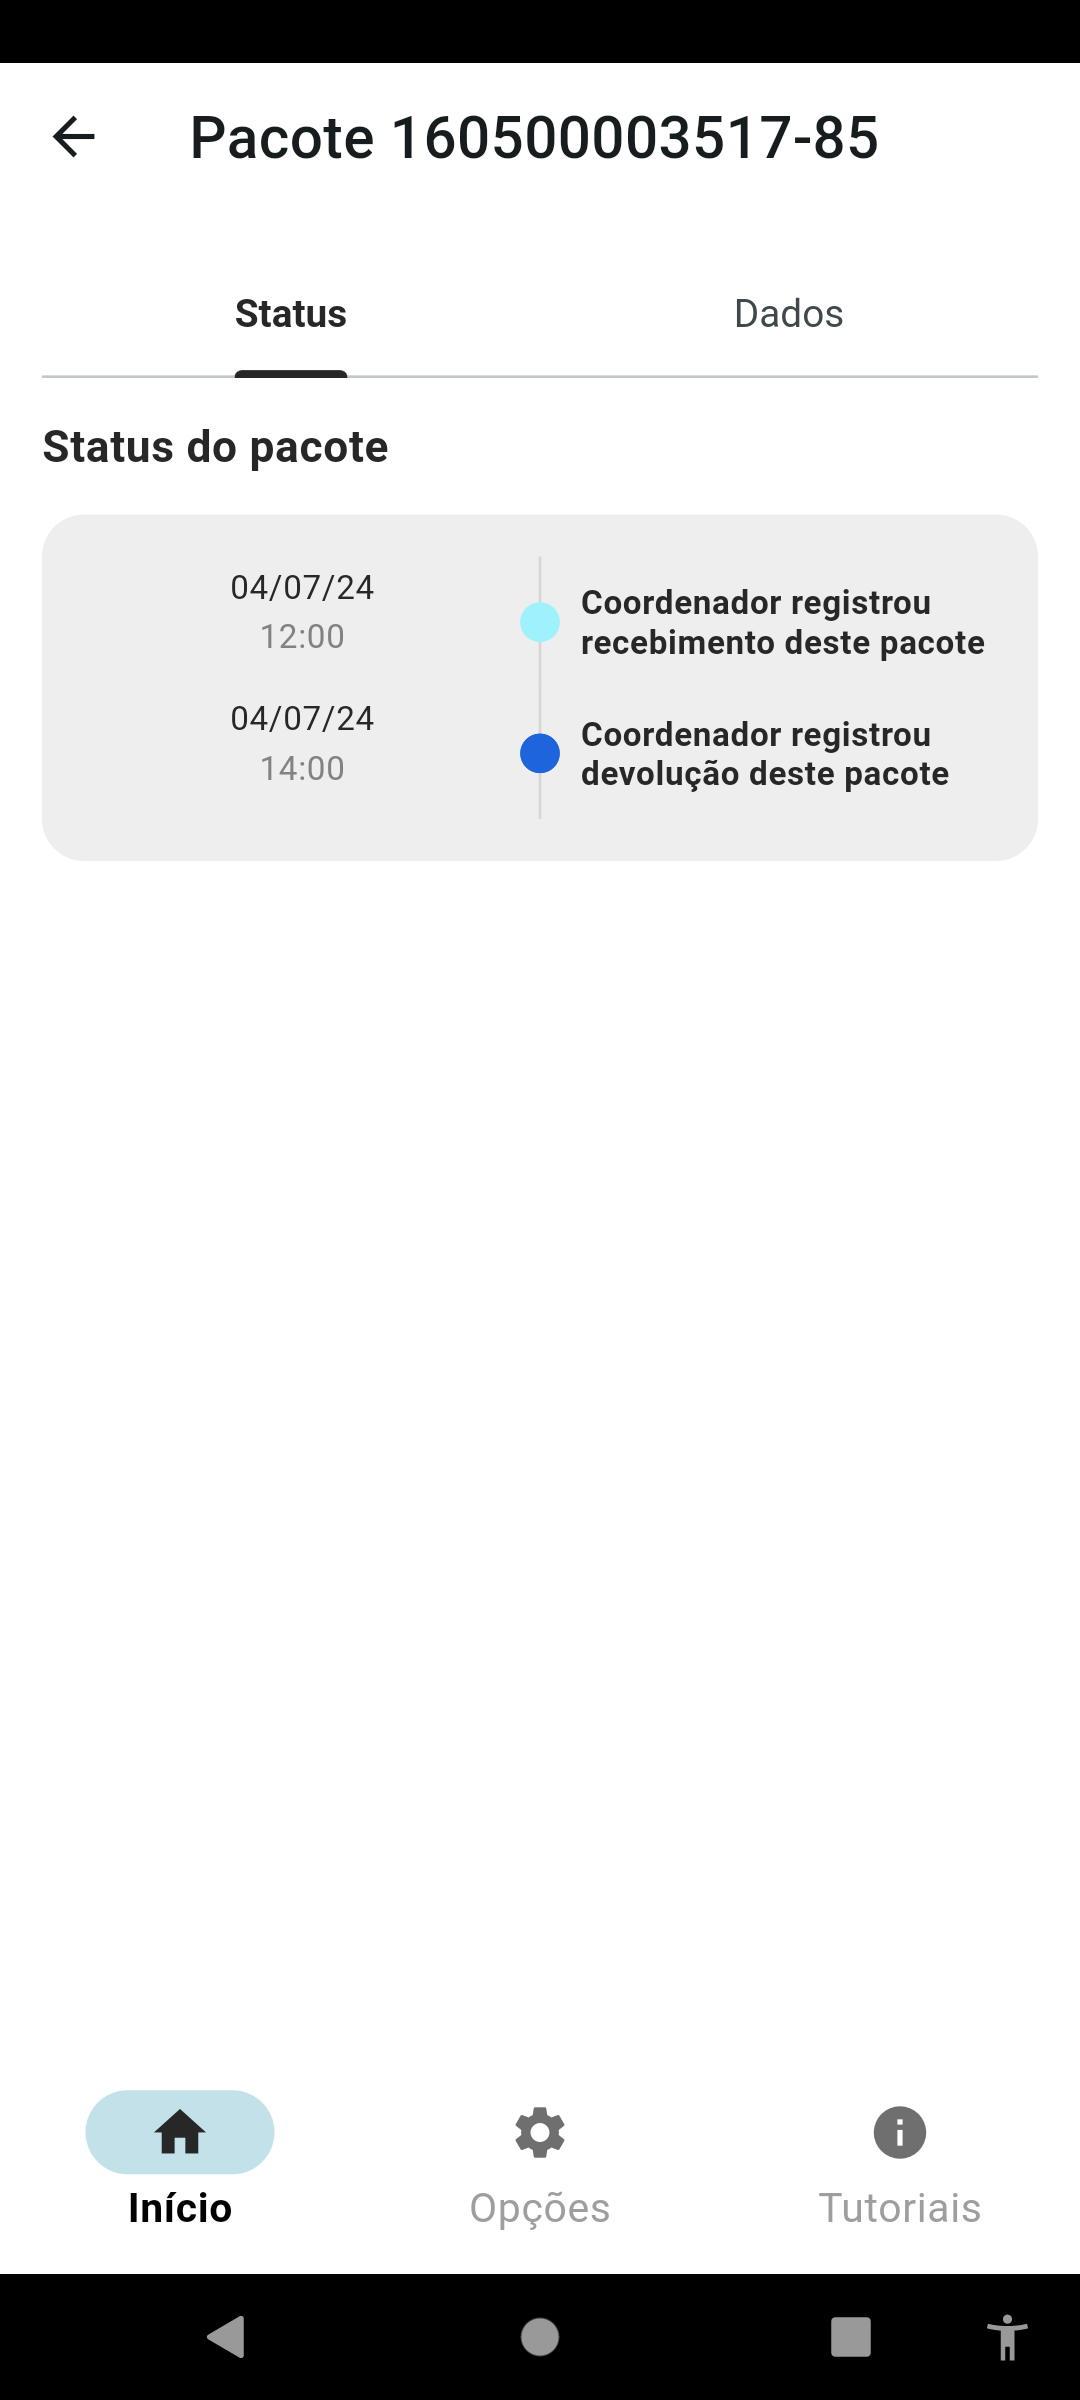 Pacote 160500003517-85
Status
Dados
Status do pacote
04/07/24
12:00
Coordenador registrou
recebimento deste pacote
04/07/24
14:00
Coordenador registrou
devolução deste pacote
Início
Opções
Tutoriais